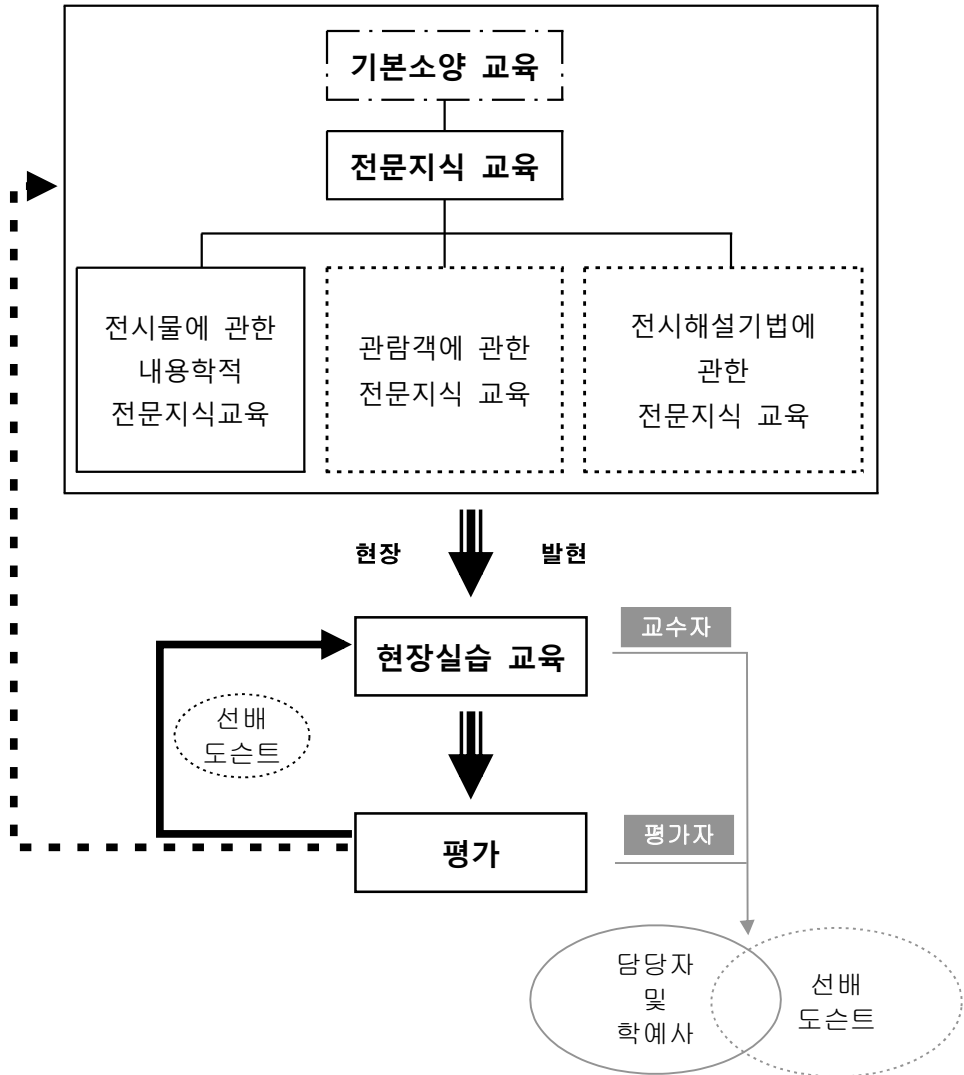 기본소양 교육
전문지식 교육
전시물에 관한
내용학적
전문지식교육
관람객에 관한
전문지식 교육
전시해설기법에
관한
전문지식 교육
현장
발현
현장실습 교육
교수자
선배
도슨트
평가
평가자
담당자
및
학예사
선배
도슨트